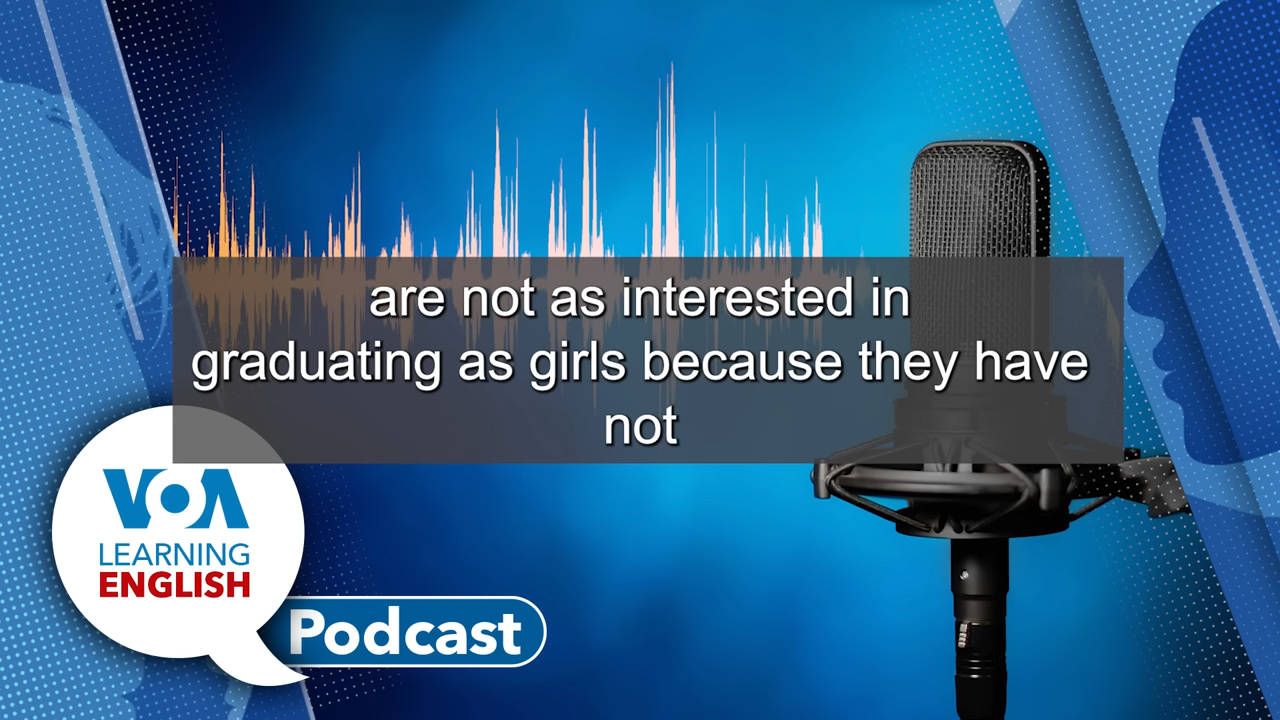 are not as interested in
graduating as girls because they have
not
VOA
LEARNING
ENGLISH
Podcast